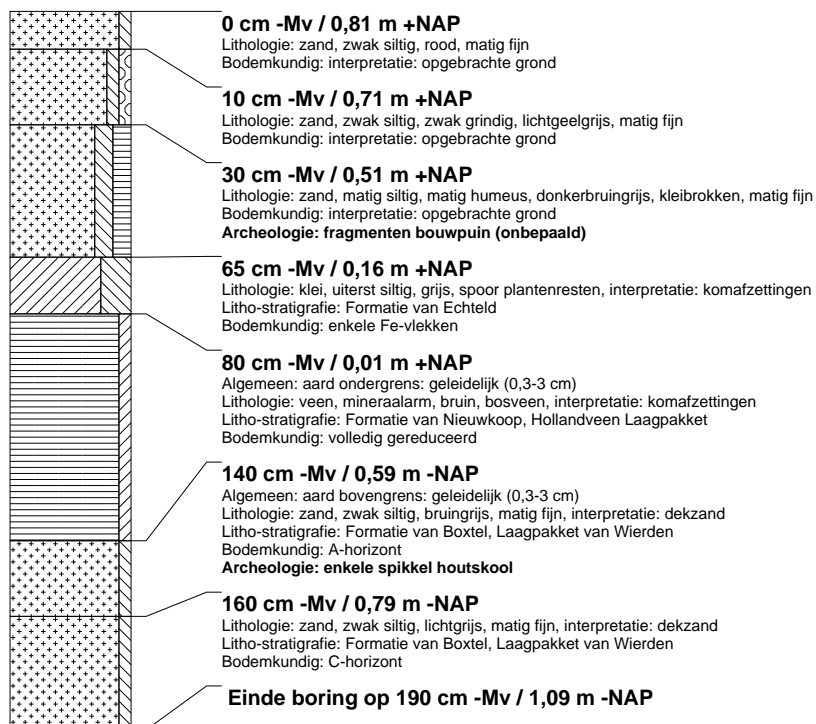 0 cm -Mv / 0,81 m +NAP
Lithologie: zand, zwak siltig, rood, matig fijn
Bodemkundig: interpretatie: opgebrachte grond
10 cm -Mv / 0,71 m +NAP
Lithologie: zand, zwak siltig, zwak grindig, lichtgeelgrijs, matig fijn
Bodemkundig: interpretatie: opgebrachte grond
30 cm -Mv / 0,51 m +NAP
Lithologie: zand, matig siltig, matig humeus, donkerbruingrijs, kleibrokken, matig fijn
Bodemkundig: interpretatie: opgebrachte grond
Archeologie: fragmenten bouwpuin (onbepaald)
65 cm -Mv / 0,16 m +NAP
Lithologie: klei, uiterst siltig, grijs, spoor plantenresten, interpretatie: komafzettingen
Litho-stratigrafie: Formatie van Echteld
Bodemkundig: enkele Fe-vlekken
80 cm -Mv / 0,01 m +NAP
Algemeen: aard ondergrens: geleidelijk (0,3-3 cm)
Lithologie: veen, mineraalarm, bruin, bosveen, interpretatie: komafzettingen
Litho-stratigrafie: Formatie van Nieuwkoop, Hollandveen Laagpakket
Bodemkundig: volledig gereduceerd
140 cm -Mv / 0,59 m -NAP
Algemeen: aard bovengrens: geleidelijk (0,3-3 cm)
Lithologie: zand, zwak siltig, bruingrijs, matig fijn, interpretatie: dekzand
Litho-stratigrafie: Formatie van Boxtel, Laagpakket van Wierden
Bodemkundig: A-horizont
Archeologie: enkele spikkel houtskool
160 cm -Mv / 0,79 m -NAP
Lithologie: zand, zwak siltig, lichtgrijs, matig fijn, interpretatie: dekzand
Litho-stratigrafie: Formatie van Boxtel, Laagpakket van Wierden
Bodemkundig: C-horizont
Einde boring op 190 cm -Mv / 1,09 m -NAP